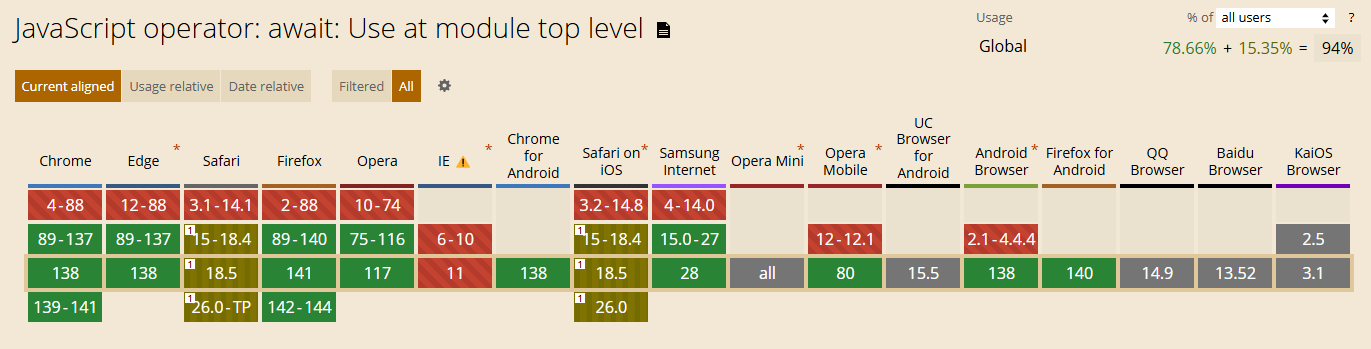 JavaScript operator: await: Use at module top level
Usage % of all users ?
Global 78.66% + 15.35% = 94%
Current aligned Usage relative Date relative Filtered All
Chrome Edge * Safari Firefox Opera IE * Chrome for Android Safari on iOS * Samsung Internet Opera Mini * Opera Mobile * UC Browser for Android Android Browser * Firefox for Android QQ Browser Baidu Browser KaiOS Browser
4-88 12-88 3.1-14.1 2-88 10-74 3.2-14.8 4-14.0
89-137 89-137 1 15-18.4 89-140 75-116 6-10 1 15-18.4 15.0-27 12-12.1 2.1-4.4.4 2.5
138 138 1 18.5 141 117 11 138 1 18.5 28 all 80 15.5 138 140 14.9 13.52 3.1
139-141 1 26.0-TP 142-144 1 26.0